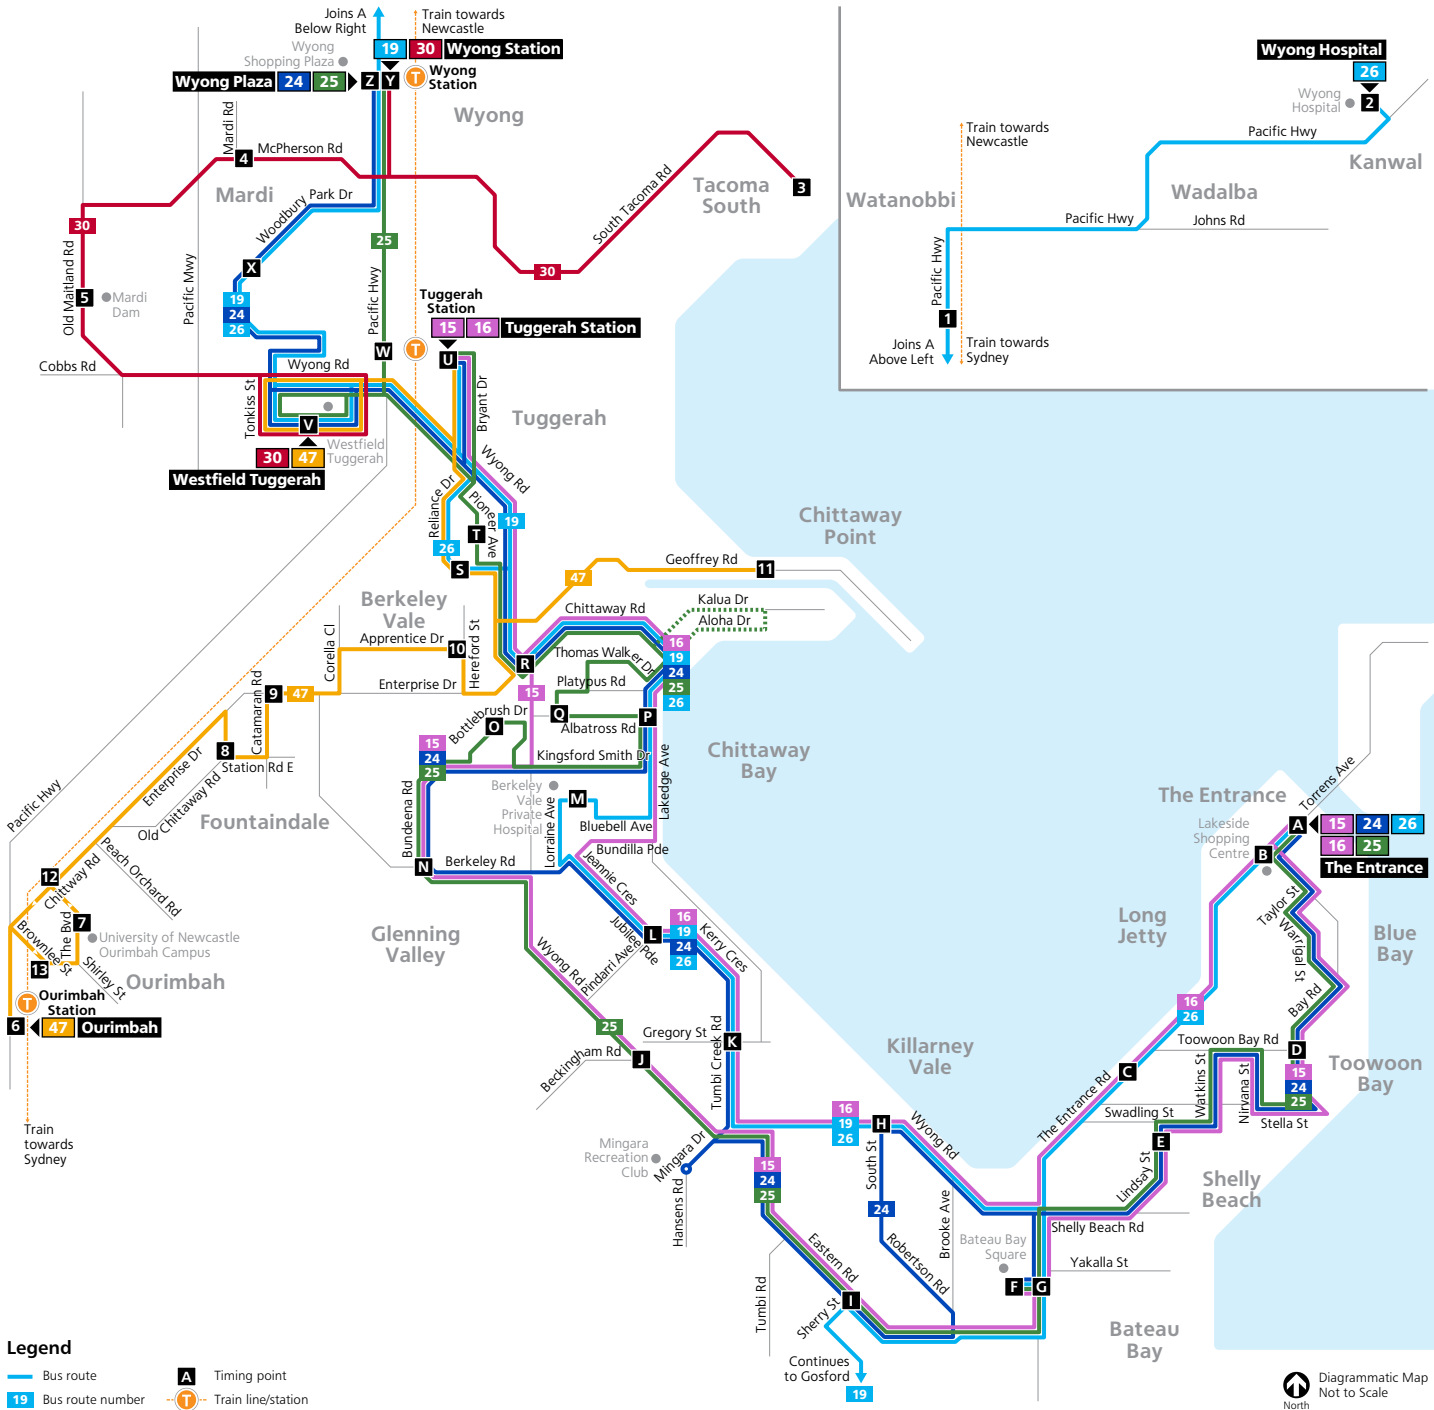 Joins A
Below Right
Train towards
Newcastle
19 30 Wyong Station
Wyong
Shopping Plaza
Wyong Plaza 24 25
Z Y
T
Wyong
Station
Wyong
Mardi Rd
4
McPherson Rd
Mardi
Woodbury Park Dr
South Tacoma Rd
Tacoma
South
3
30
25
X
Old Maitland Rd
5
Mardi
Dam
Pacific Mwy
Pacific Hwy
30
19
24
26
Tuggerah
Station
15 16 Tuggerah Station
W
T
U
Cobbs Rd
Wyong Rd
Tonkiss St
Bryant Dr
Tuggerah
V
Westfield
Tuggerah
30 47
Westfield Tuggerah
Wyong Rd
Reliance Dr
Pioneer Ave
19
T
26
S
Wyong Hospital
26
Wyong
Hospital
2
Pacific Hwy
Kanwal
Train towards
Newcastle
Watanobbi
Wadalba
Pacific Hwy
Johns Rd
Pacific Hwy
1
Joins A
Above Left
Train towards
Sydney
Chittaway
Point
Geoffrey Rd
11
47
Berkeley
Vale
Chittaway Rd
Kalua Dr
Aloha Dr
Corella Cl
Apprentice Dr
10
Hereford St
R
Thomas Walker Dr
16
19
24
25
26
Enterprise Dr
Platypus Rd
15
9
47
Catamaran Rd
Bottlebrush Dr
O
Q
P
Albatross Rd
15
24
25
Kingsford Smith Dr
Chittaway
Bay
8
Station Rd E
Enterprise Dr
Old Chittaway Rd
Pacific Hwy
Fountaindale
Bundeena Rd
Berkeley
Vale
Private
Hospital
M
Lorraine Ave
Bluebell Ave
Lakedge Ave
Bundilla Pde
Peach Orchard Rd
N
Berkeley Rd
Jeannie Cres
12
Chittway Rd
7
The Bvd
Brownlee St
13
Shirley St
University of Newcastle
Ourimbah Campus
Ourimbah
Glenning
Valley
Jubilee Pde
L
16
19
24
26
Kerry Cres
Wyong Rd
Pindarri Ave
T
Ourimbah
Station
6
47 Ourimbah
25
Gregory St
K
Beckingham Rd
J
Tumbi Creek Rd
Killarney
Vale
Train
towards
Sydney
16
19
26
H
Wyong Rd
Mingara
Recreation
Club
Mingara Dr
Hansens Rd
15
24
25
South St
24
Brooke Ave
Robertson Rd
Eastern Rd
Tumbi Rd
I
Sherry St
Continues
to Gosford
19
The Entrance
Torrens Ave
Lakeside
Shopping
Centre
A
15 24 26
16 25
The Entrance
B
Taylor St
Warrigal St
Long
Jetty
Blue
Bay
16
26
Bay Rd
Toowoon Bay Rd
D
C
Toowoon
Bay
The Entrance Rd
Watkins St
Nirvana St
15
24
25
Swadling St
Stella St
E
Lindsay St
Shelly
Beach
Shelly Beach Rd
Bateau Bay
Square
Yakalla St
F G
Bateau
Bay
Legend
Bus route
19 Bus route number
A Timing point
T Train line/station
North
Diagrammatic Map
Not to Scale